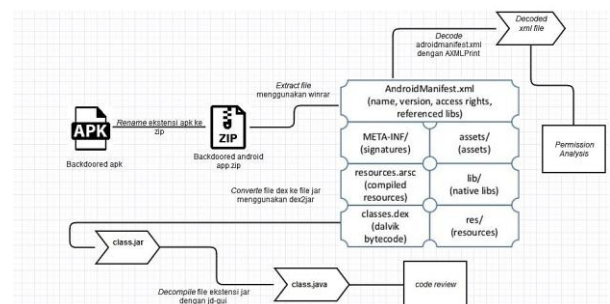 Decoded
xml file
Decode
adroidmanifest.xml
dengan AXMLPrint
Extract file
menggunakan winrar
AndroidManifest.xml
(name, version, access rights,
referenced libs)
APK
Rename ekstensi apk ke
zip
ZIP
Backdoored apk
Backdoored android
app.zip
META-INF/
(signatures)
assets/
(assets)
Permission
Analysis
resources.arsc
(compiled
resources)
lib/
(native libs)
Converte file dex ke file jar
menggunakan dex2jar
classes.dex
(dalvik
bytecode)
res/
(resources)
class.jar
class.java
code review
Decompile file ekstensi jar
dengan jd-gui